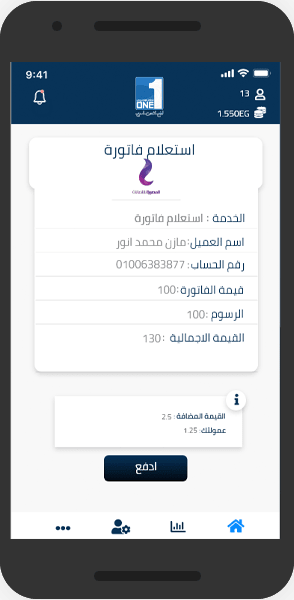 9:41
13
1.550EG
1
ONE
استعلام فاتورة
الخدمة : استعلام فاتورة
اسم العميل: مازن محمد انور
رقم الحساب: 01006383877
قيمة الفاتورة: 100
الرسوم : 100
القيمة الاجمالية : 130
القيمة المضافة : 2.5
عمولتك : 1.25
ادفع